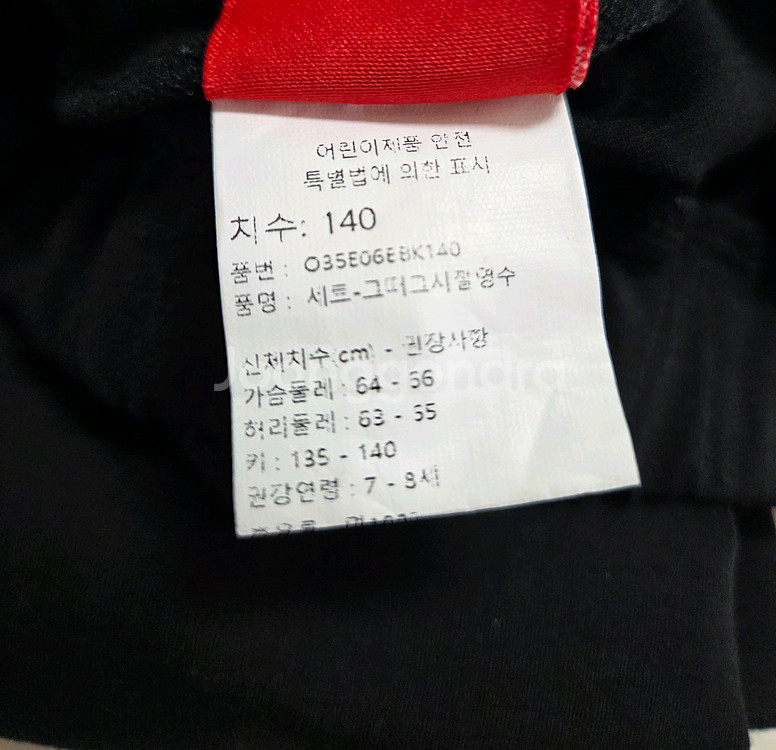 어린이제품 안전
특별법에 의한 표시
치수: 140
품번 : O35E06EBK140
품명 : 세트-그때그시절영수
신체치수(cm) - 권장사항
가슴둘레 : 64 - 66
허리둘레 : 63 - 65
키 : 135 - 140
권장연령 : 7 - 8세
Joonggonara